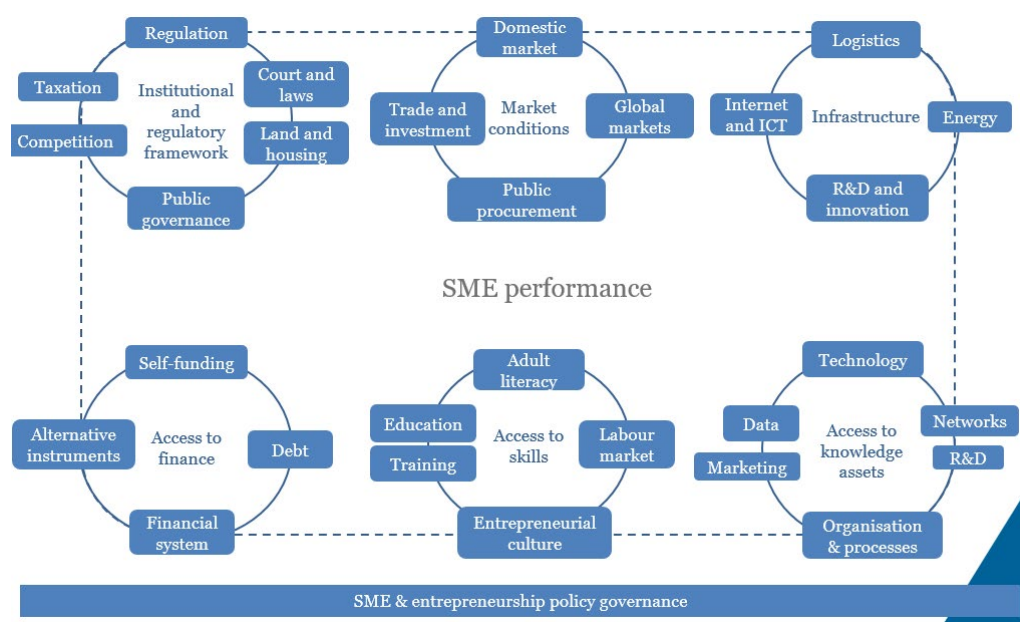 Regulation
Taxation
Competition
Institutional
and
regulatory
framework
Court and
laws
Land and
housing
Public
governance
Domestic
market
Trade and
investment
Market
conditions
Global
markets
Public
procurement
Logistics
Internet
and ICT
Infrastructure
Energy
R&D and
innovation
SME performance
Self-funding
Alternative
instruments
Access to
finance
Debt
Financial
system
Adult
literacy
Education
Training
Access to
skills
Labour
market
Entrepreneurial
culture
Technology
Data
Marketing
Access to
knowledge
assets
Networks
R&D
Organisation
& processes
SME & entrepreneurship policy governance